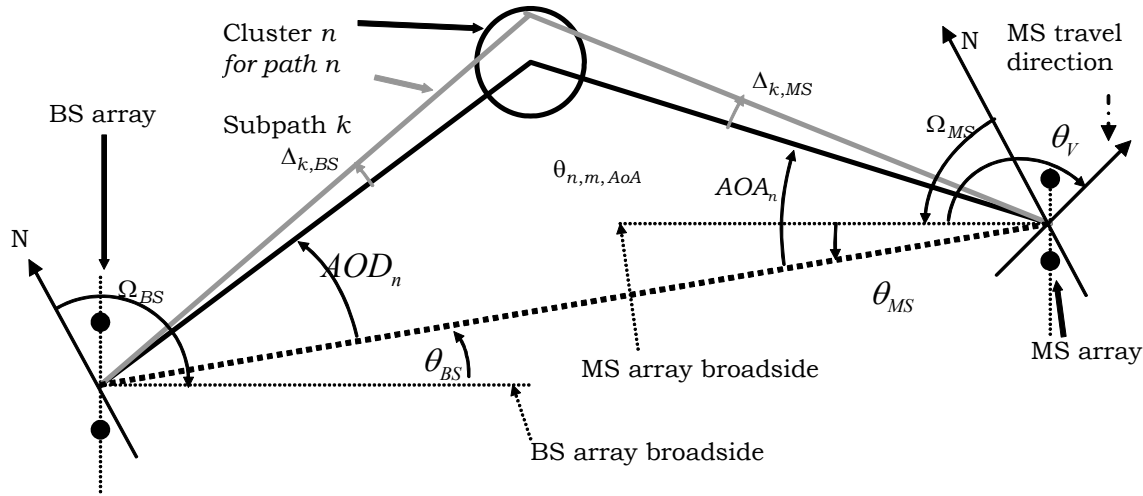 Cluster n
for path n
BS array
Subpath k
Δk,BS
N
ΩBS
AODn
θBS
BS array broadside
MS array broadside
θn,m,AoA
Δk,MS
AOAn
θMS
ΩMS
N
MS travel
direction
θV
MS array